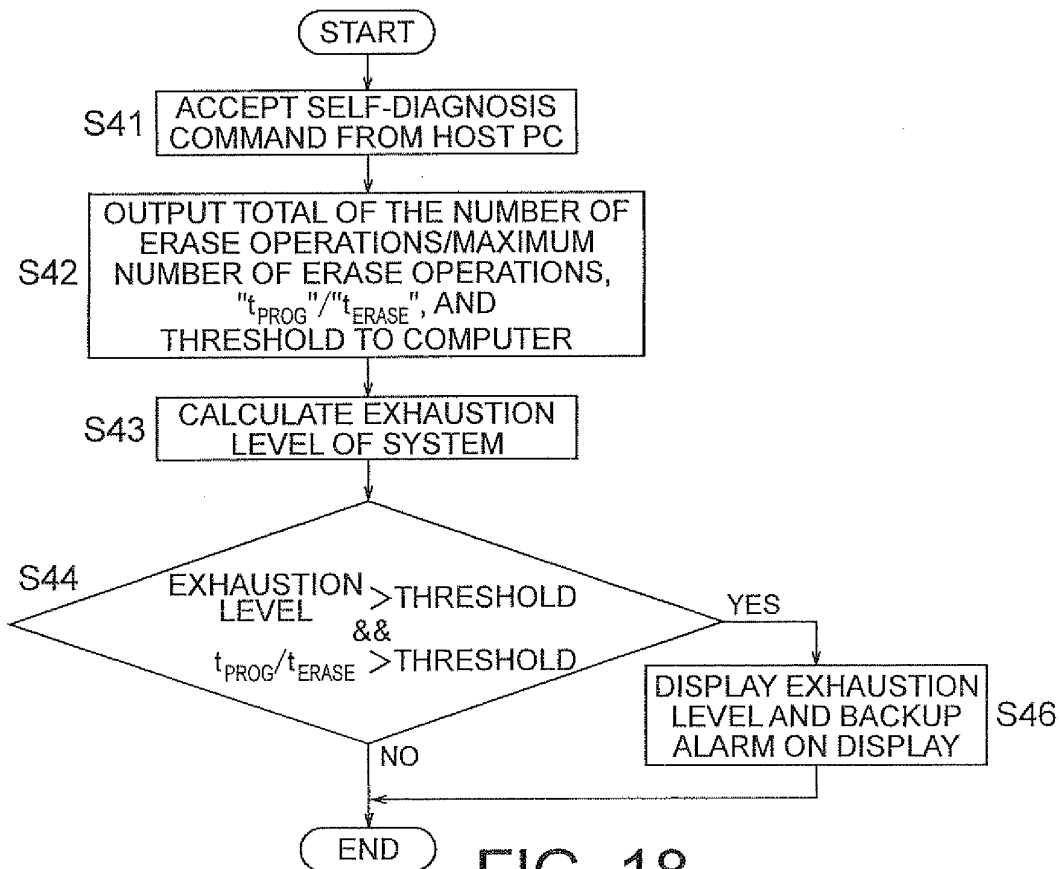 START
S41
ACCEPT SELF-DIAGNOSIS
COMMAND FROM HOST PC
S42
OUTPUT TOTAL OF THE NUMBER OF
ERASE OPERATIONS/MAXIMUM
NUMBER OF ERASE OPERATIONS,
"tPROG"/"tERASE", AND
THRESHOLD TO COMPUTER
S43
CALCULATE EXHAUSTION
LEVEL OF SYSTEM
S44
EXHAUSTION
LEVEL >THRESHOLD
&&
tPROG/tERASE >THRESHOLD
YES
DISPLAY EXHAUSTION
LEVEL AND BACKUP
ALARM ON DISPLAY
S46
NO
END
FIG. 18